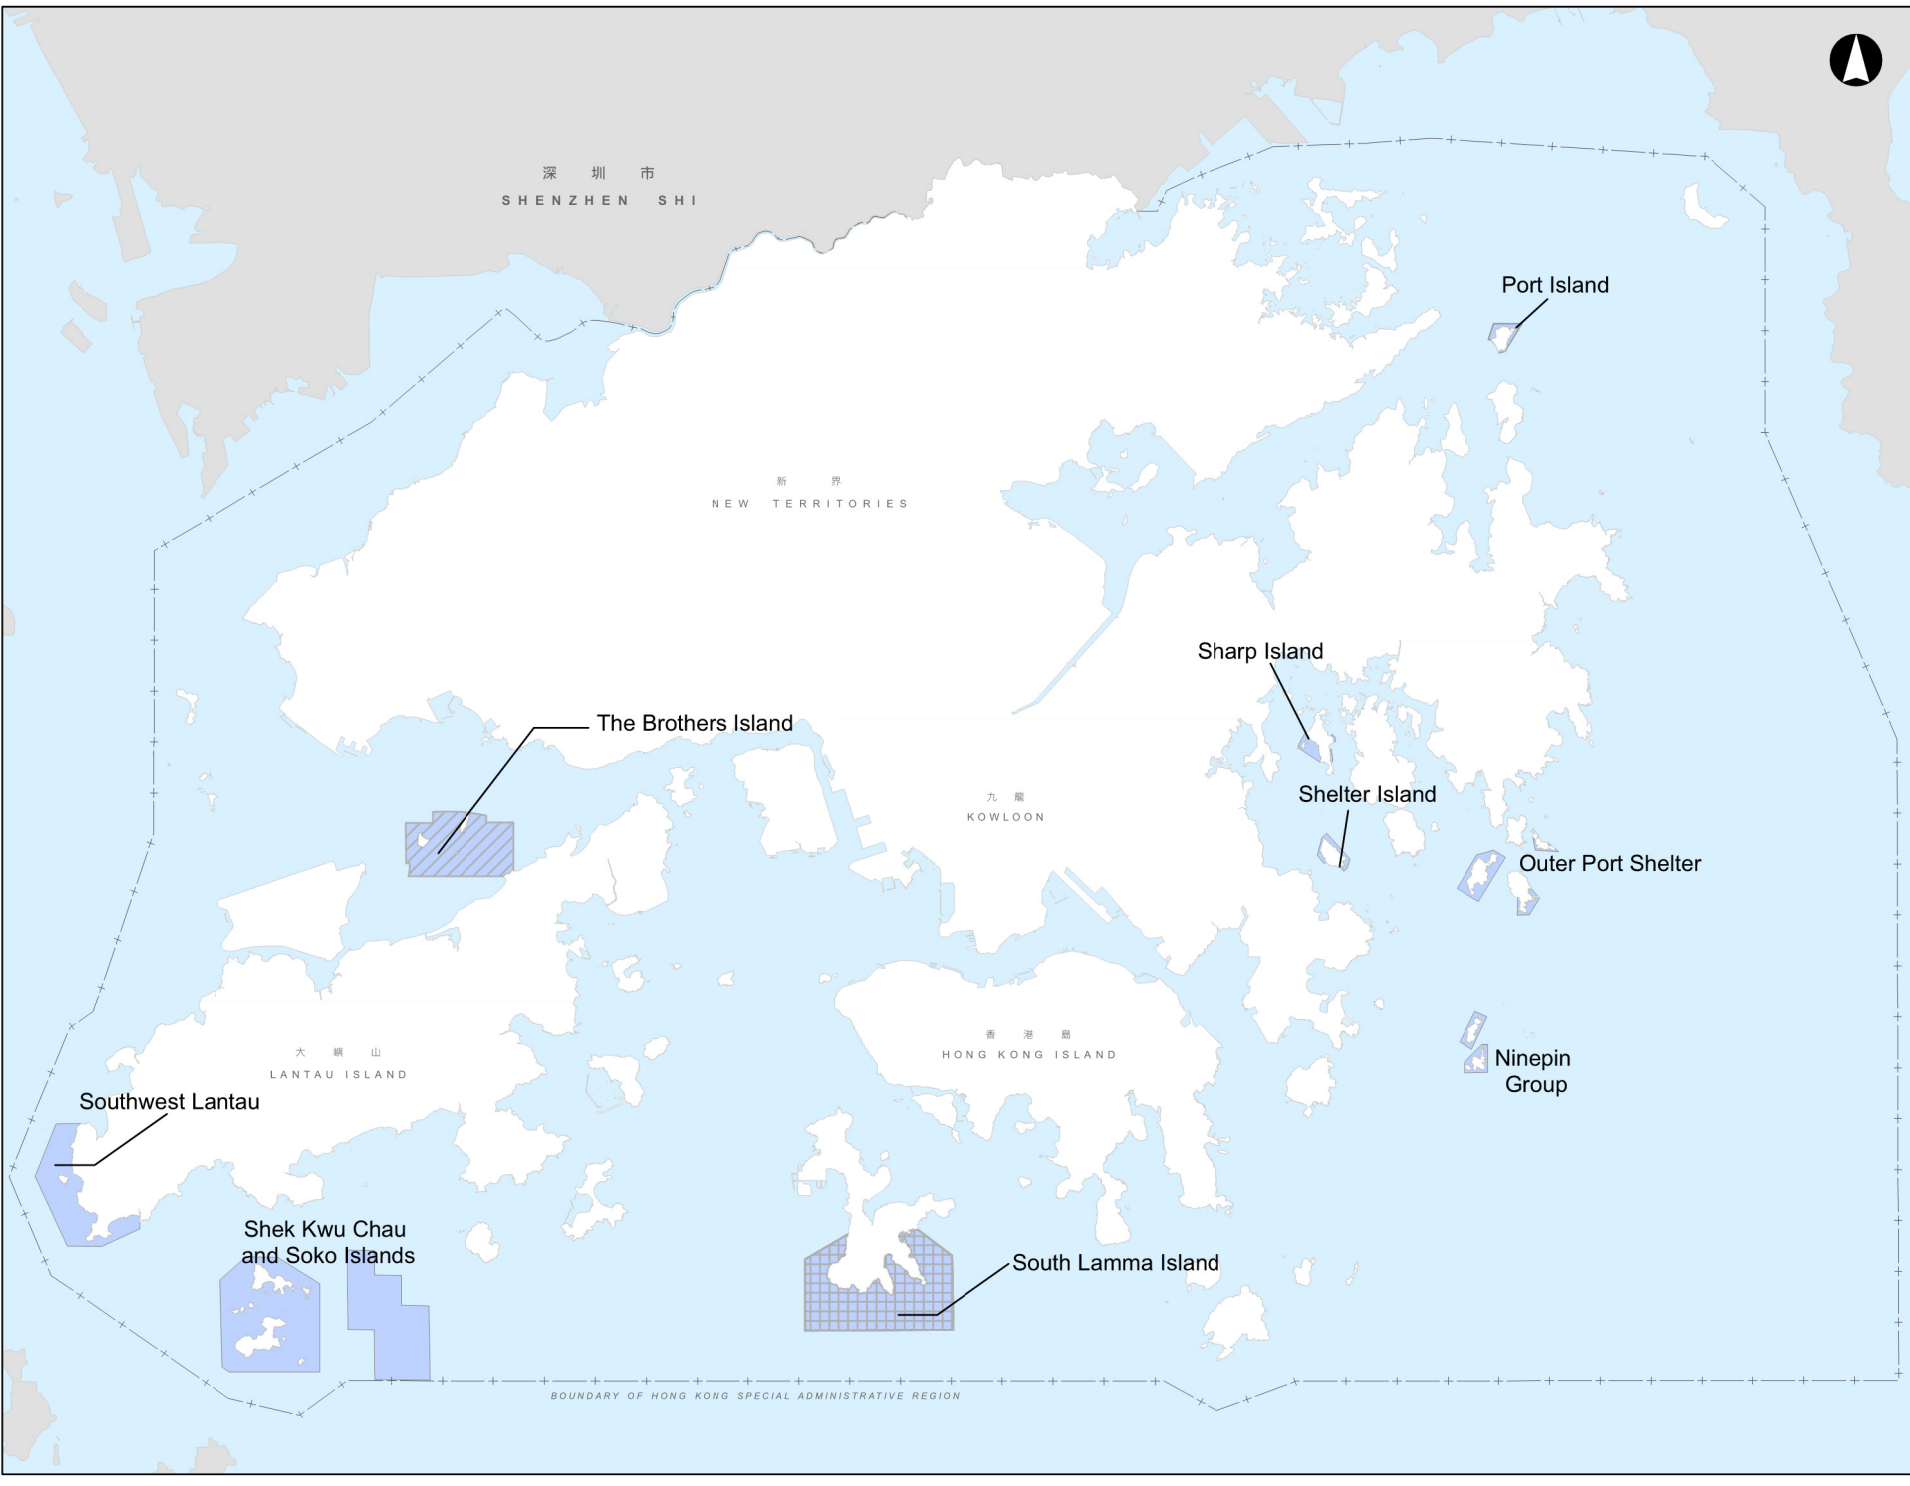 深 圳 市
SHENZHEN SHI
Port Island
新 界
NEW TERRITORIES
Sharp Island
The Brothers Island
九 龍
KOWLOON
Shelter Island
Outer Port Shelter
香 港 島
HONG KONG ISLAND
大 嶼 山
LANTAU ISLAND
Ninepin
Group
Southwest Lantau
Shek Kwu Chau
and Soko Islands
South Lamma Island
BOUNDARY OF HONG KONG SPECIAL ADMINISTRATIVE REGION